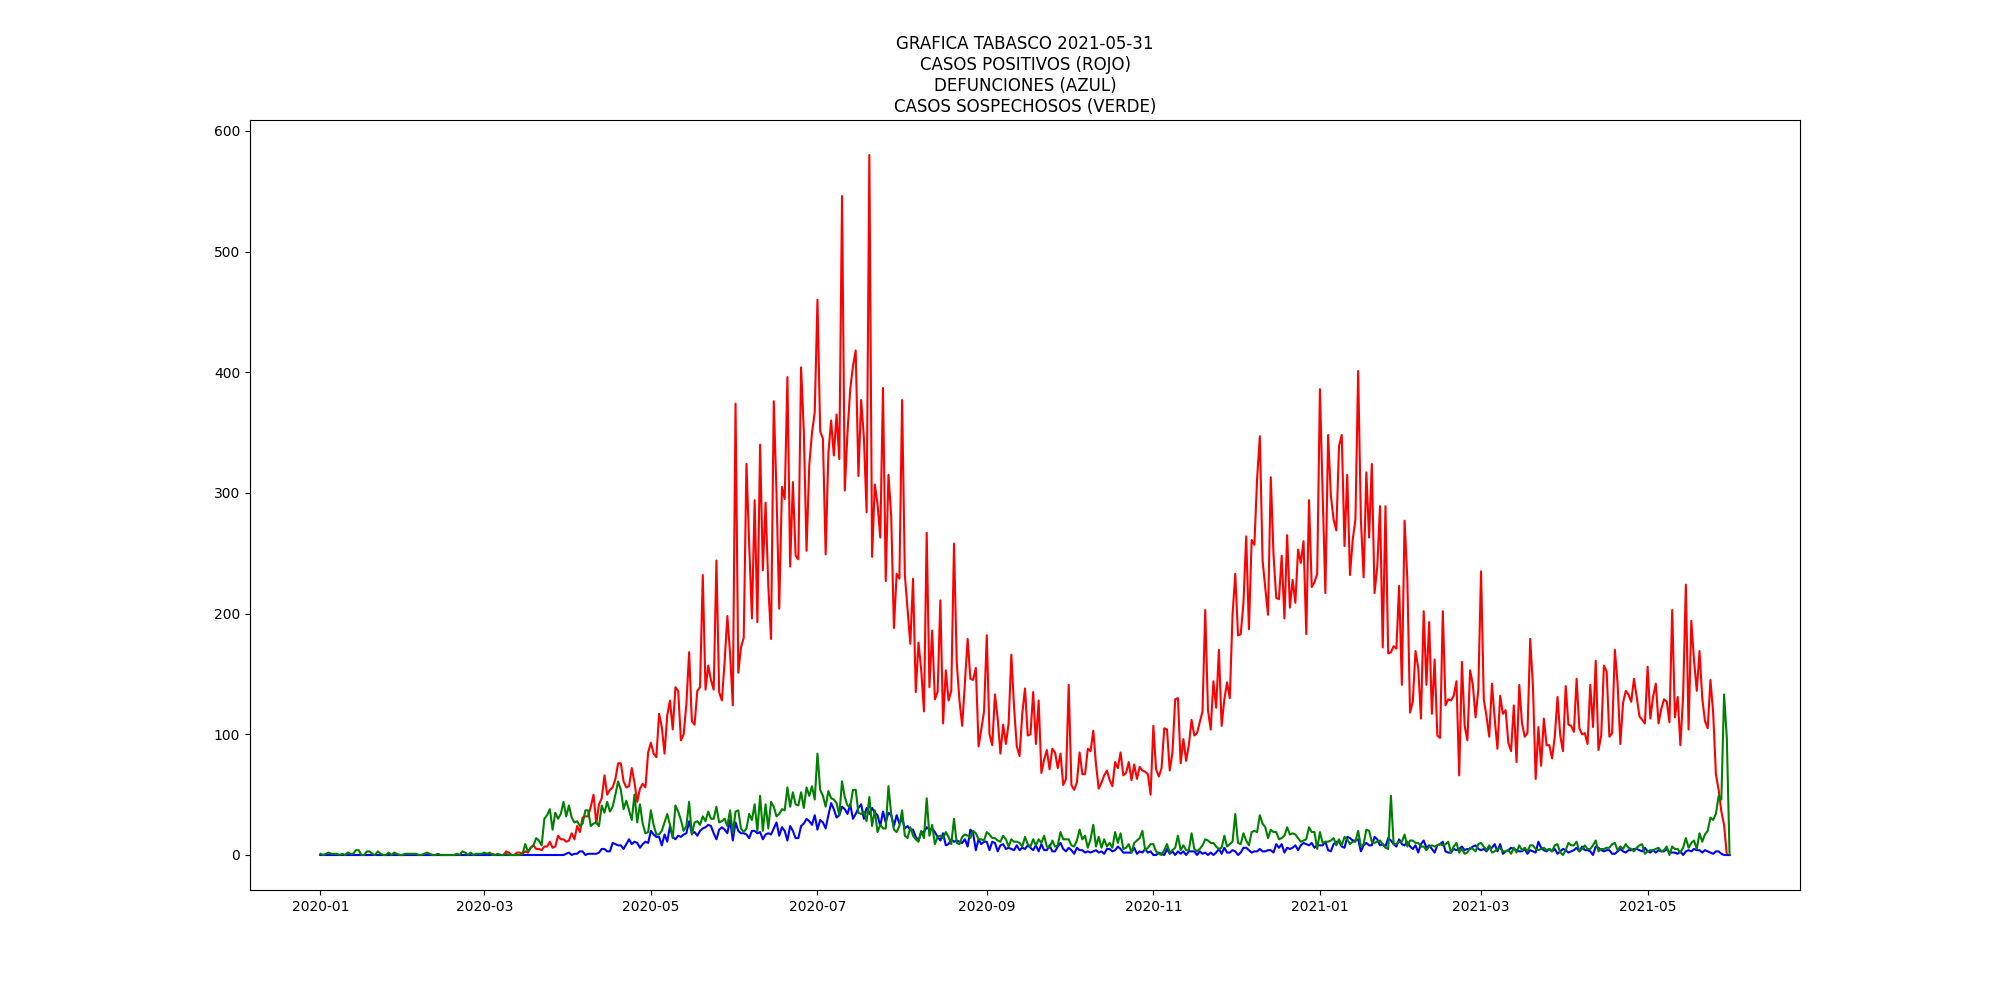 GRAFICA TABASCO 2021-05-31
CASOS POSITIVOS (ROJO)
DEFUNCIONES (AZUL)
CASOS SOSPECHOSOS (VERDE)
600
500
400
300
200
100
0
2020-01 2020-03 2020-05 2020-07 2020-09 2020-11 2021-01 2021-03 2021-05